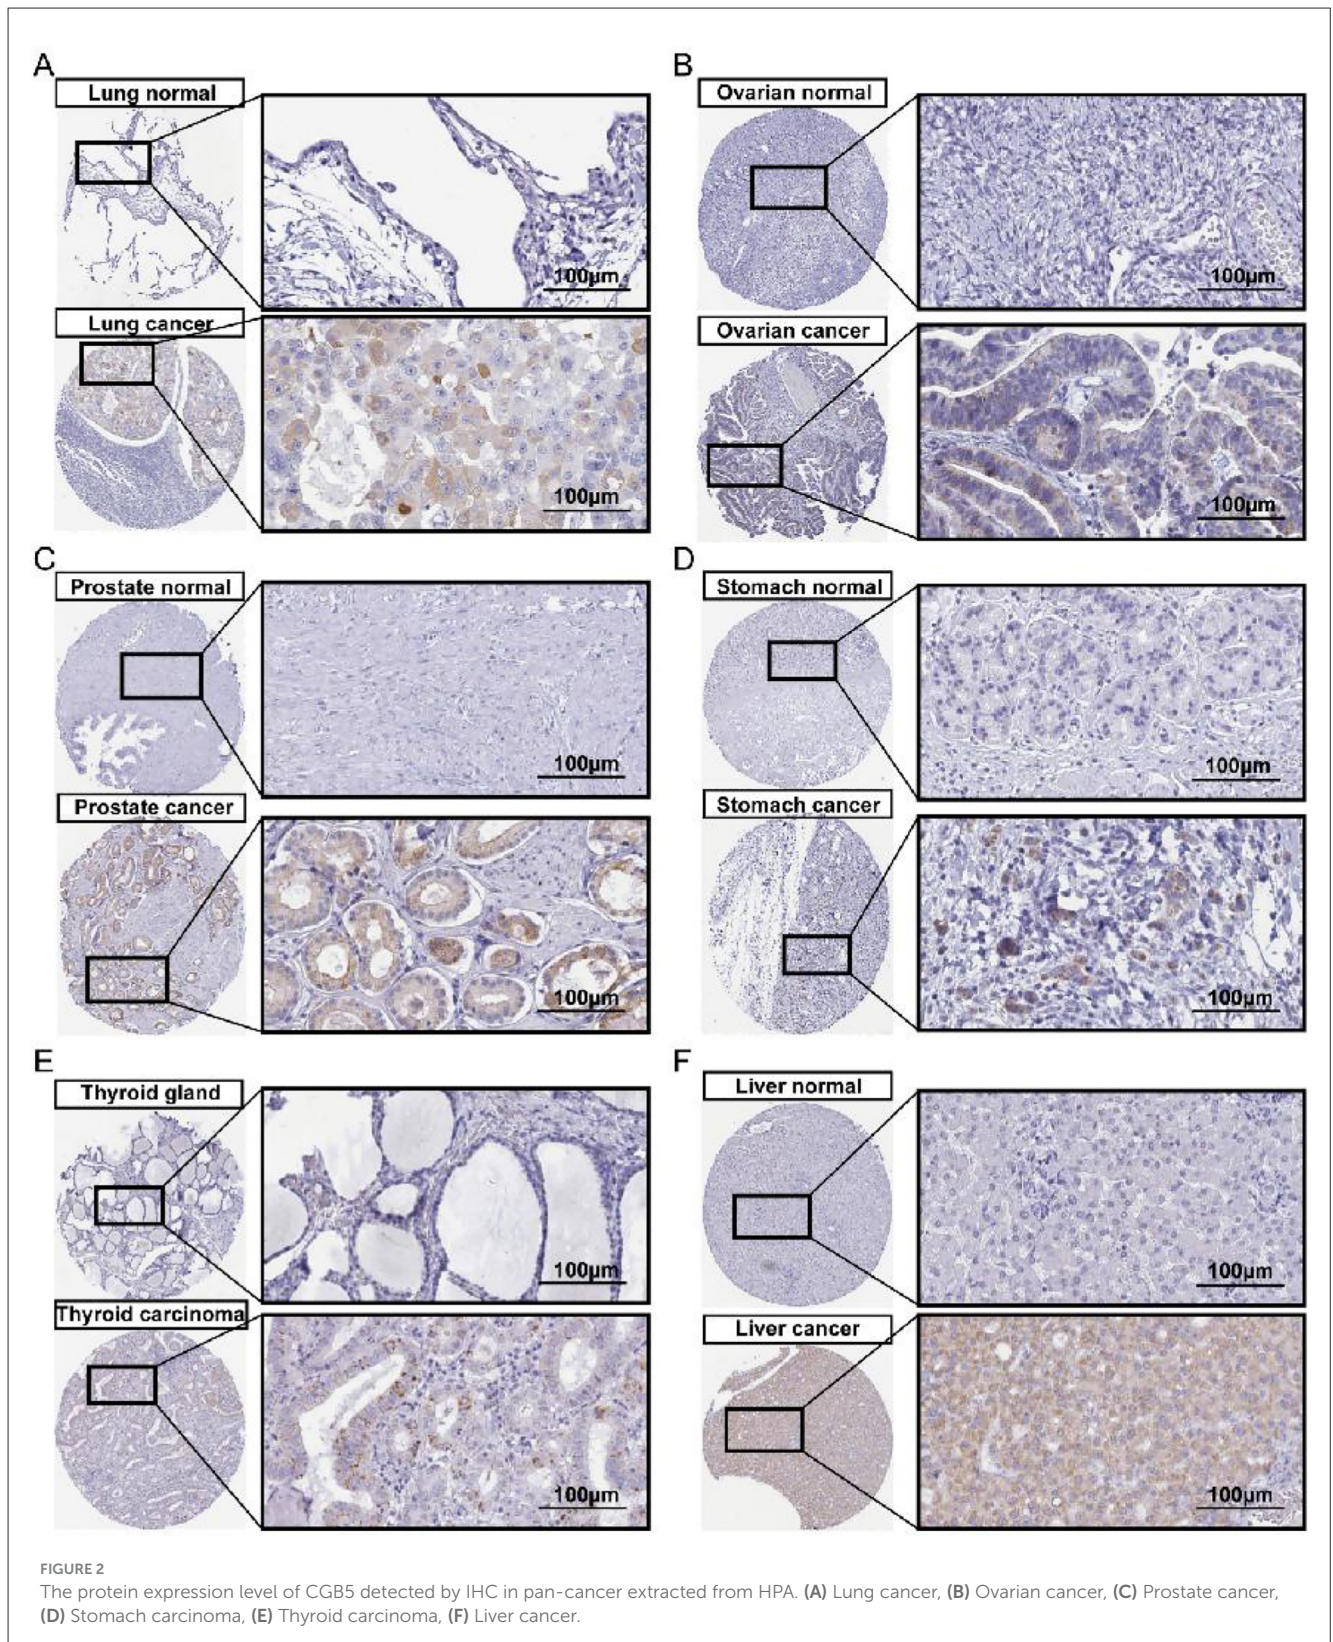 A
Lung normal
100µm
Lung cancer
100µm
B
Ovarian normal
100µm
Ovarian cancer
100µm
C
Prostate normal
100µm
Prostate cancer
100µm
D
Stomach normal
100µm
Stomach cancer
100µm
E
Thyroid gland
100µm
Thyroid carcinoma
100µm
F
Liver normal
100µm
Liver cancer
100µm
FIGURE 2
The protein expression level of CGB5 detected by IHC in pan-cancer extracted from HPA. (A) Lung cancer, (B) Ovarian cancer, (C) Prostate cancer,
(D) Stomach carcinoma, (E) Thyroid carcinoma, (F) Liver cancer.